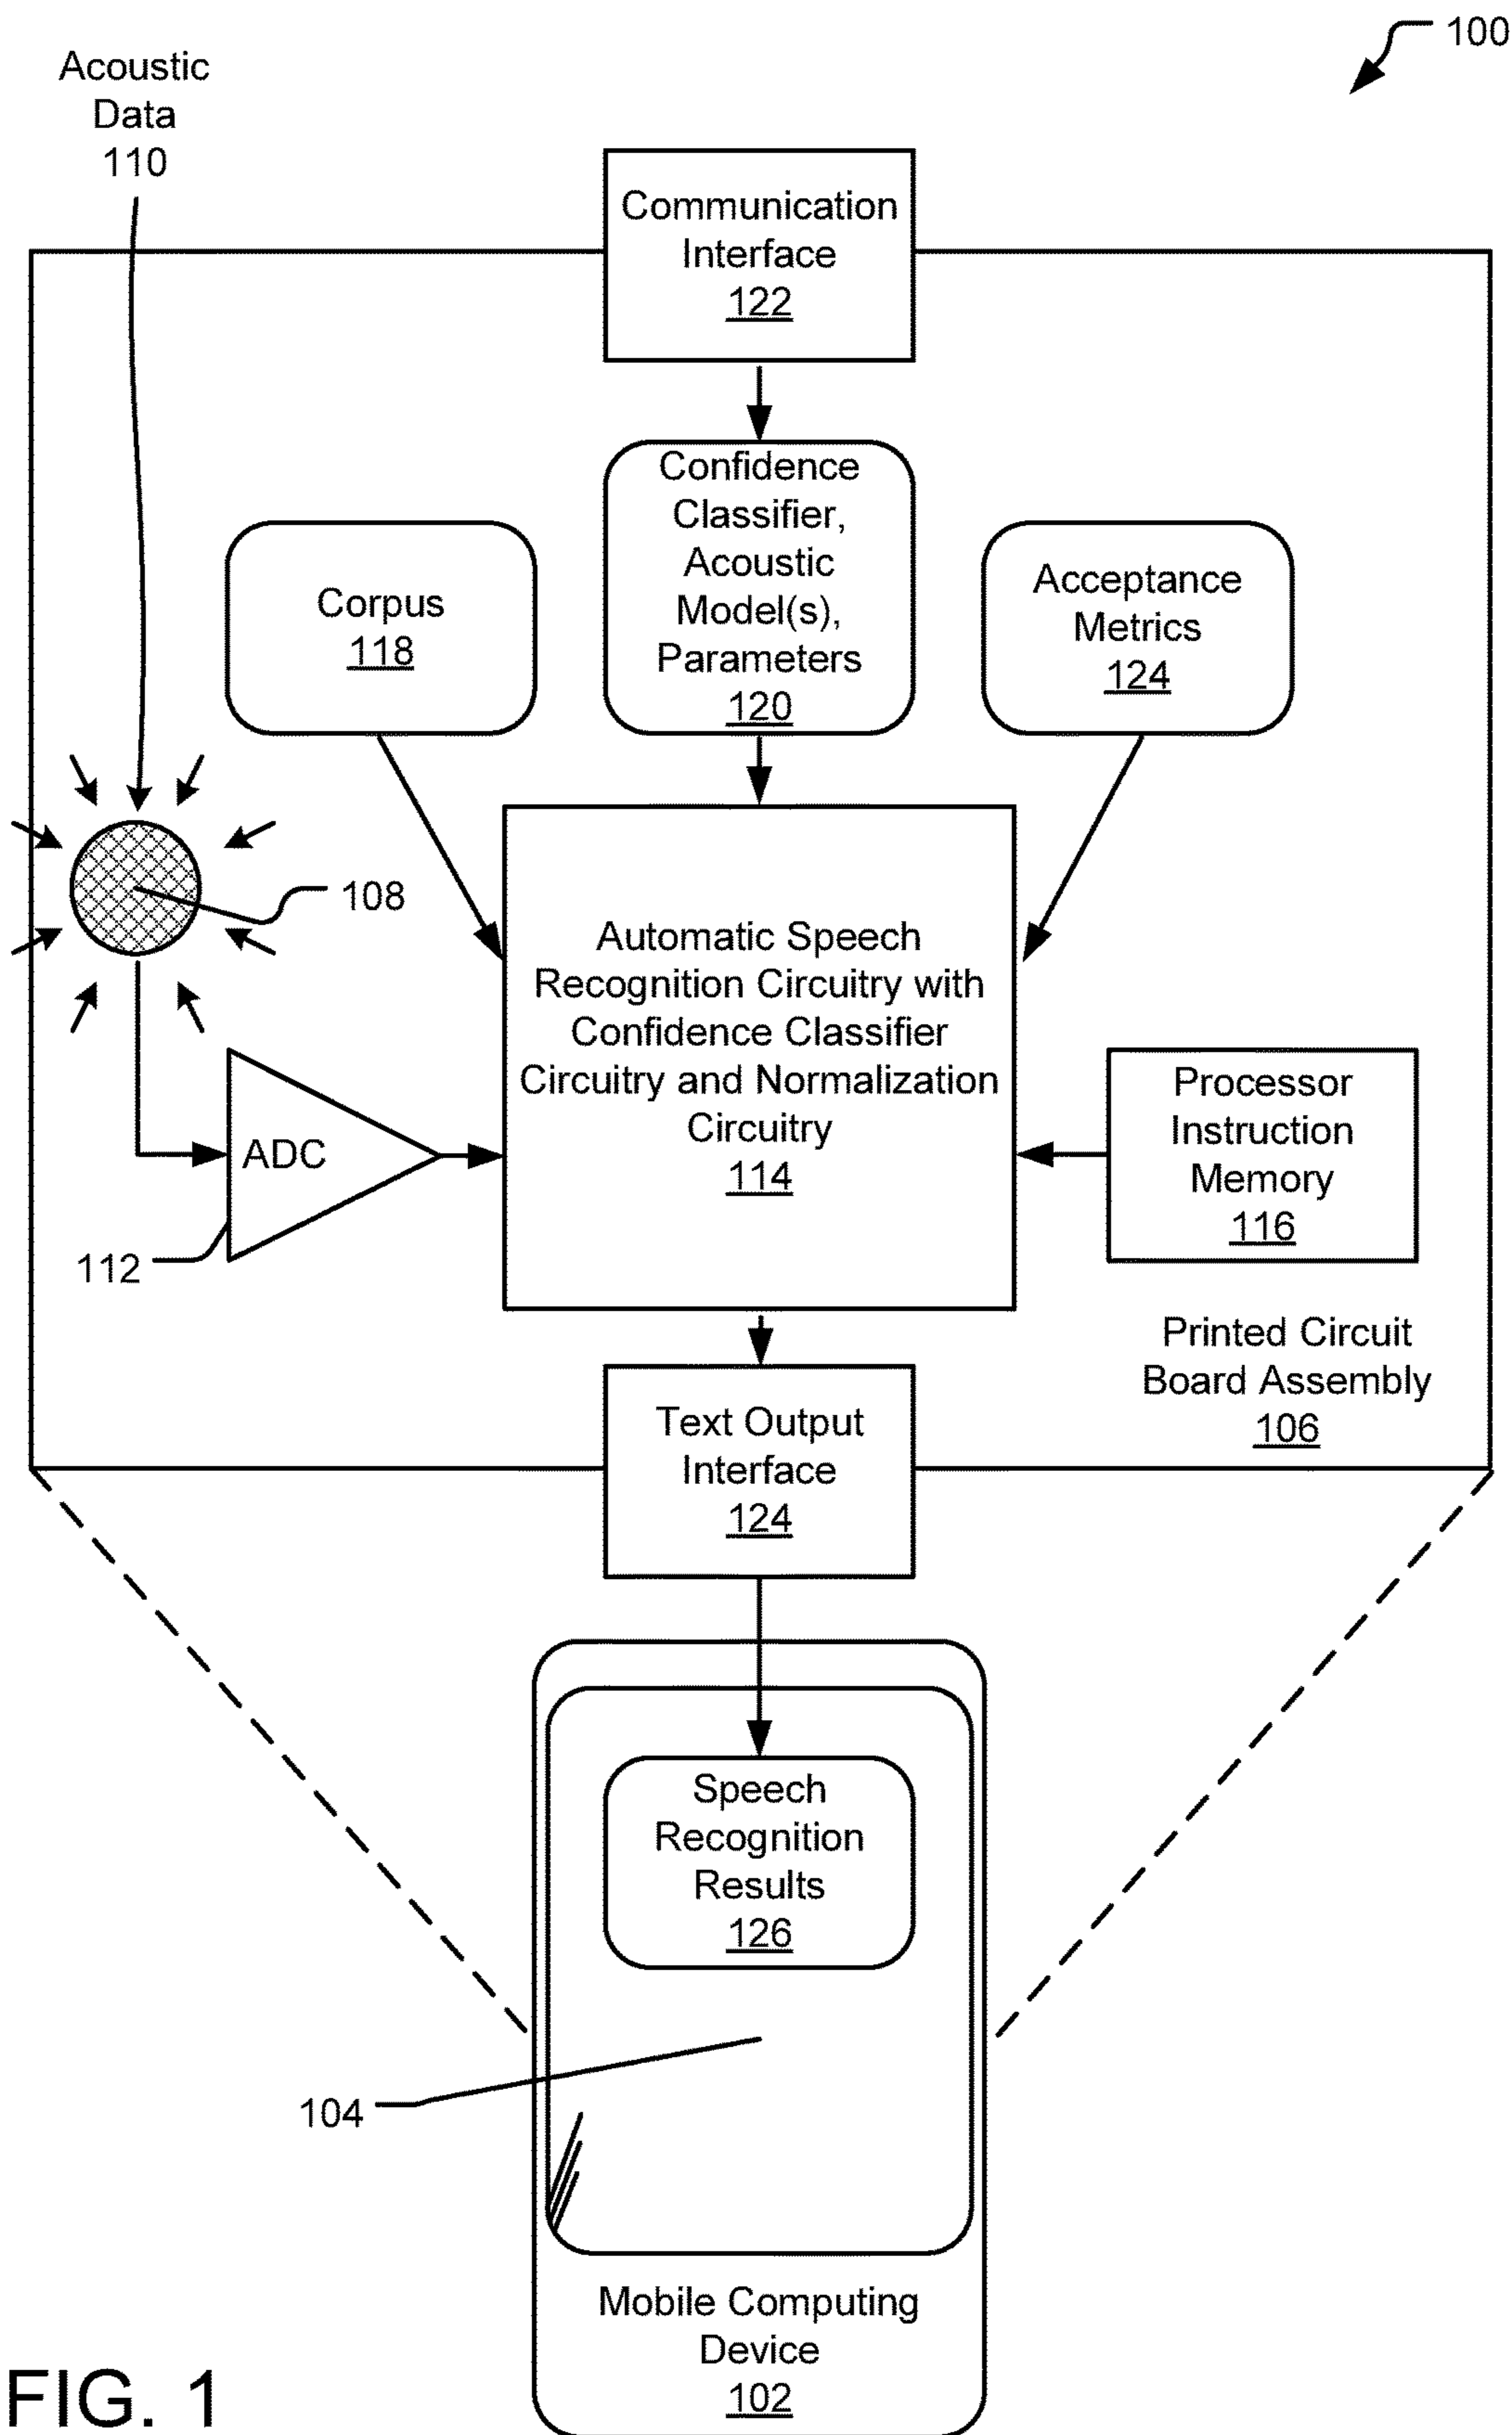 100
Acoustic
Data
110
Communication
Interface
122
Confidence
Classifier,
Acoustic
Model(s),
Parameters
120
Corpus
118
Acceptance
Metrics
124
108
Automatic Speech
Recognition Circuitry with
Confidence Classifier
Circuitry and Normalization
Circuitry
114
ADC
112
Processor
Instruction
Memory
116
Printed Circuit
Board Assembly
106
Text Output
Interface
124
Speech
Recognition
Results
126
104
Mobile Computing
Device
102
FIG. 1